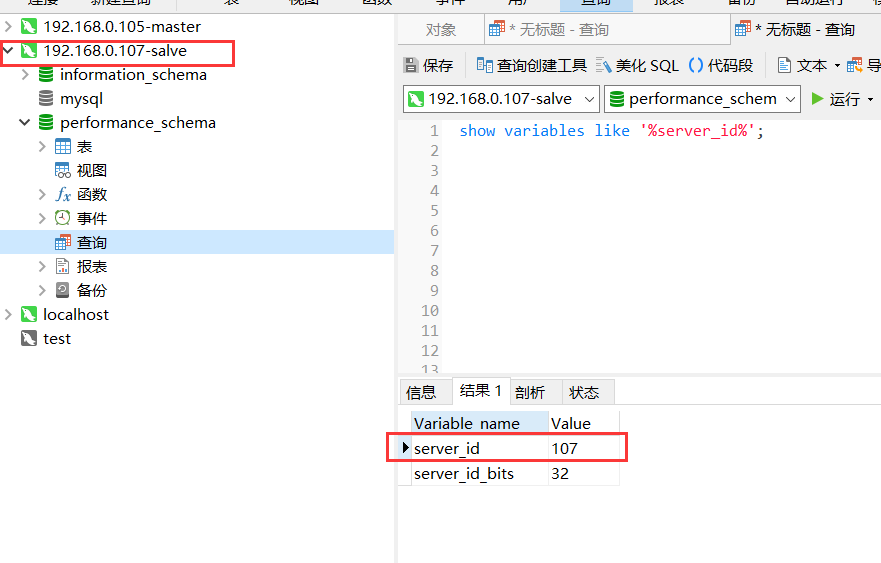 192.168.0.105-master
192.168.0.107-salve
information_schema
mysql
performance_schema
表
视图
函数
事件
查询
报表
备份
localhost
test
对象
* 无标题 - 查询
* 无标题 - 查询
保存
查询创建工具
美化 SQL
() 代码段
文本
导
192.168.0.107-salve
performance_schem
运行
1 show variables like '%server_id%';
2
3
4
5
6
7
8
9
10
11
12
13
信息
结果 1
剖析
状态
Variable_name Value
server_id 107
server_id_bits 32